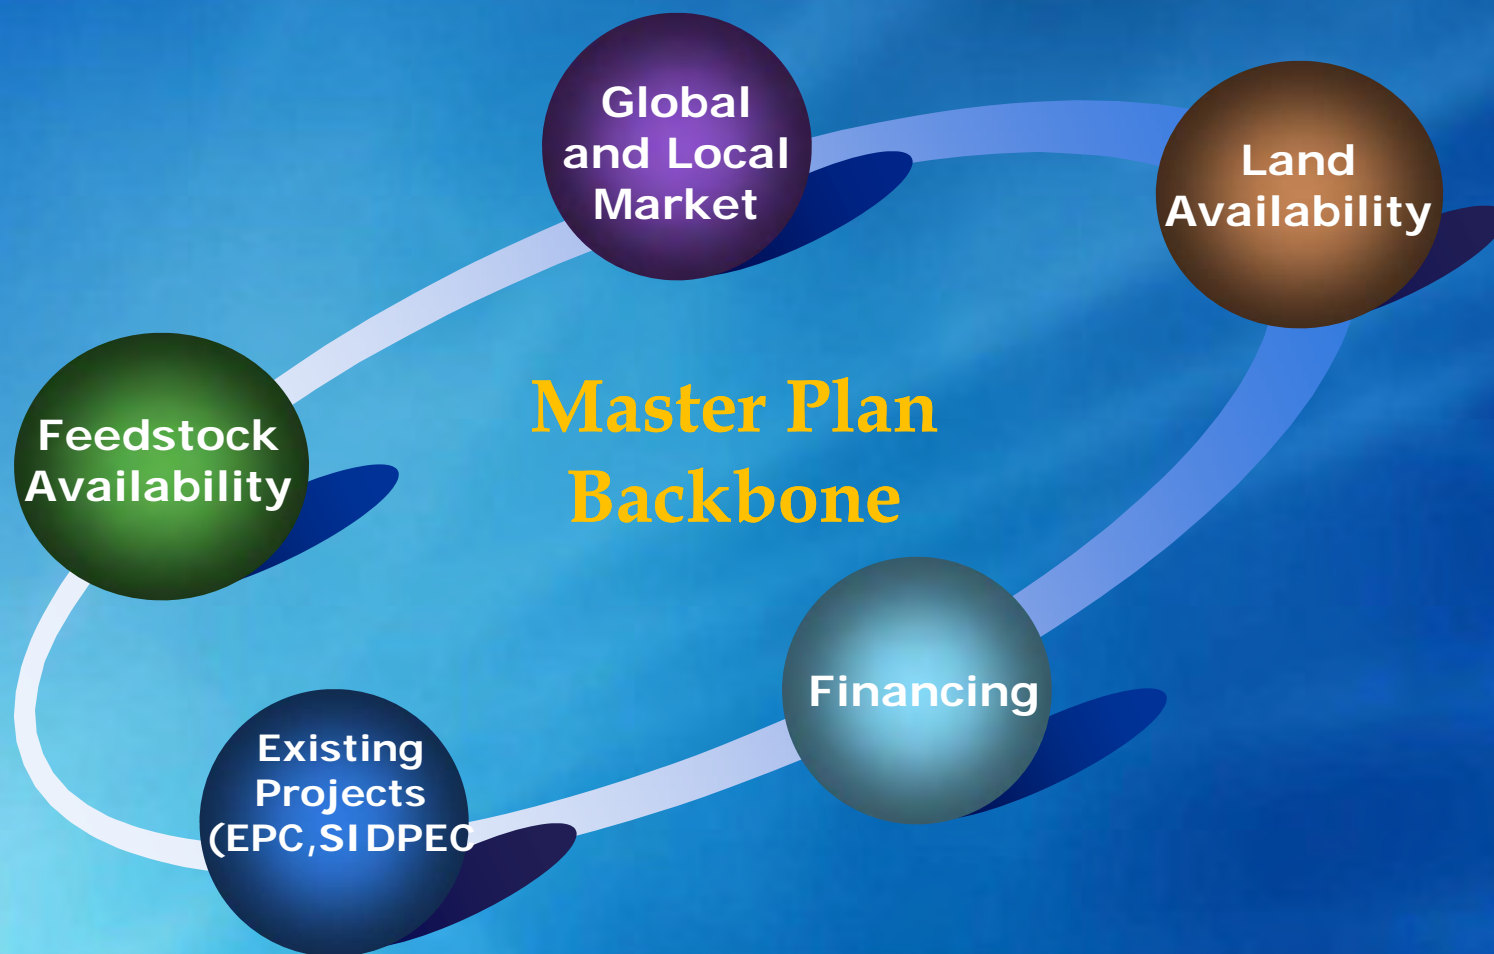 Global
and Local
Market
Land
Availability
Feedstock
Availability
Master Plan
Backbone
Financing
Existing
Projects
(EPC,SIDPEC